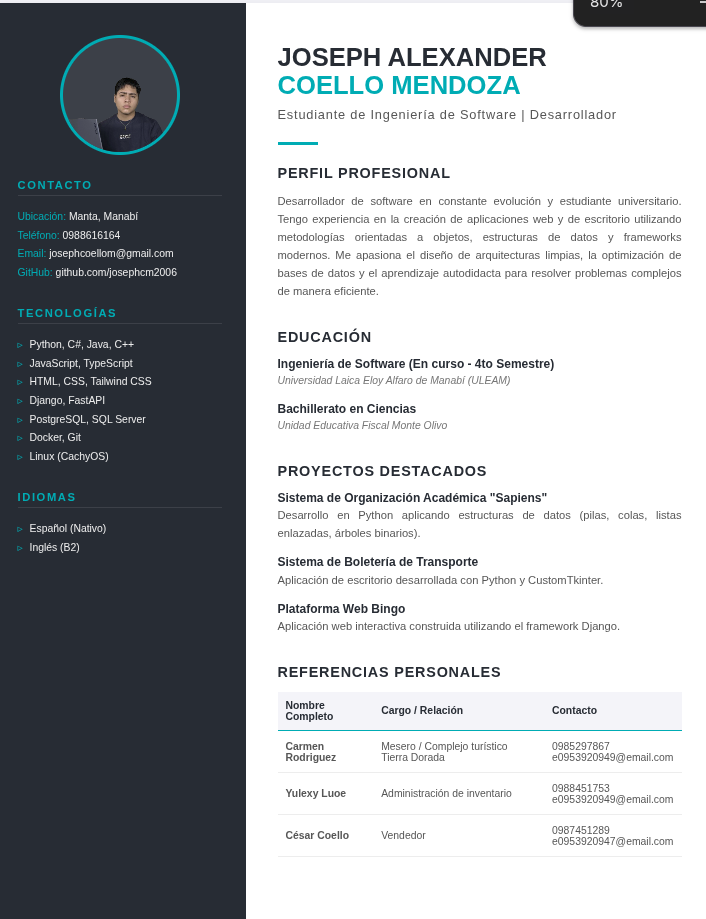 80%
CONTACTO
Ubicación: Manta, Manabí
Teléfono: 0988616164
Email: josephcoellom@gmail.com
GitHub: github.com/josephcm2006
TECNOLOGÍAS
▹ Python, C#, Java, C++
▹ JavaScript, TypeScript
▹ HTML, CSS, Tailwind CSS
▹ Django, FastAPI
▹ PostgreSQL, SQL Server
▹ Docker, Git
▹ Linux (CachyOS)
IDIOMAS
▹ Español (Nativo)
▹ Inglés (B2)
JOSEPH ALEXANDER
COELLO MENDOZA
Estudiante de Ingeniería de Software | Desarrollador
PERFIL PROFESIONAL
Desarrollador de software en constante evolución y estudiante universitario.
Tengo experiencia en la creación de aplicaciones web y de escritorio utilizando
metodologías orientadas a objetos, estructuras de datos y frameworks
modernos. Me apasiona el diseño de arquitecturas limpias, la optimización de
bases de datos y el aprendizaje autodidacta para resolver problemas complejos
de manera eficiente.
EDUCACIÓN
Ingeniería de Software (En curso - 4to Semestre)
Universidad Laica Eloy Alfaro de Manabí (ULEAM)
Bachillerato en Ciencias
Unidad Educativa Fiscal Monte Olivo
PROYECTOS DESTACADOS
Sistema de Organización Académica "Sapiens"
Desarrollo en Python aplicando estructuras de datos (pilas, colas, listas
enlazados, árboles binarios).
Sistema de Boletería de Transporte
Aplicación de escritorio desarrollada con Python y CustomTkinter.
Plataforma Web Bingo
Aplicación web interactiva construida utilizando el framework Django.
REFERENCIAS PERSONALES
Nombre
Completo
Cargo / Relación
Contacto
Carmen
Rodriguez
Mesero / Complejo turístico
Tierra Dorada
0985297867
e0953920949@email.com
Yulexy Luoe
Administración de inventario
0988451753
e0953920949@email.com
César Coello
Vendedor
0987451289
e0953920947@email.com